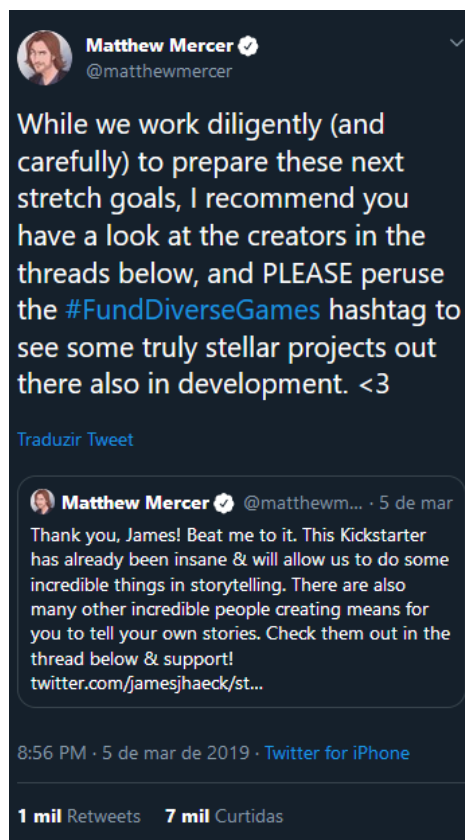 Matthew Mercer
@matthewmercer
While we work diligently (and
carefully) to prepare these next
stretch goals, I recommend you
have a look at the creators in the
threads below, and PLEASE peruse
the #FundDiverseGames hashtag to
see some truly stellar projects out
there also in development. <3
Traduzir Tweet
Matthew Mercer @matthewm... · 5 de mar
Thank you, James! Beat me to it. This Kickstarter
has already been insane & will allow us to do some
incredible things in storytelling. There are also
many other incredible people creating means for
you to tell your own stories. Check them out in the
thread below & support!
twitter.com/jamesjhaeck/st...
8:56 PM · 5 de mar de 2019 · Twitter for iPhone
1 mil Retweets 7 mil Curtidas